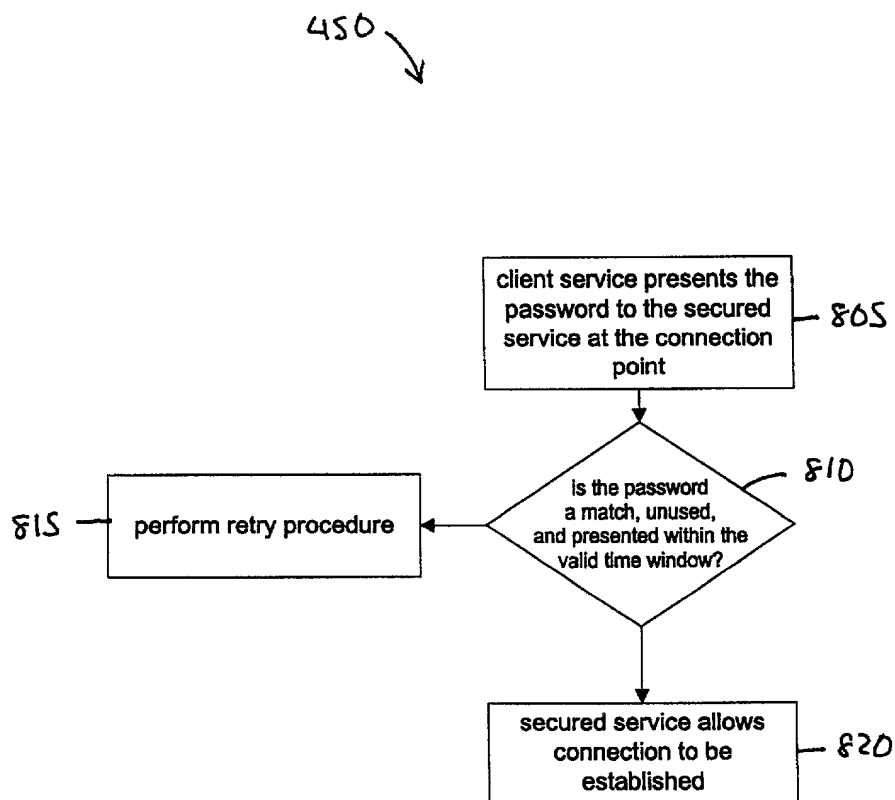 450
client service presents the
password to the secured
service at the connection
point
805
is the password
a match, unused,
and presented within the
valid time window?
810
815
perform retry procedure
secured service allows
connection to be
established
820